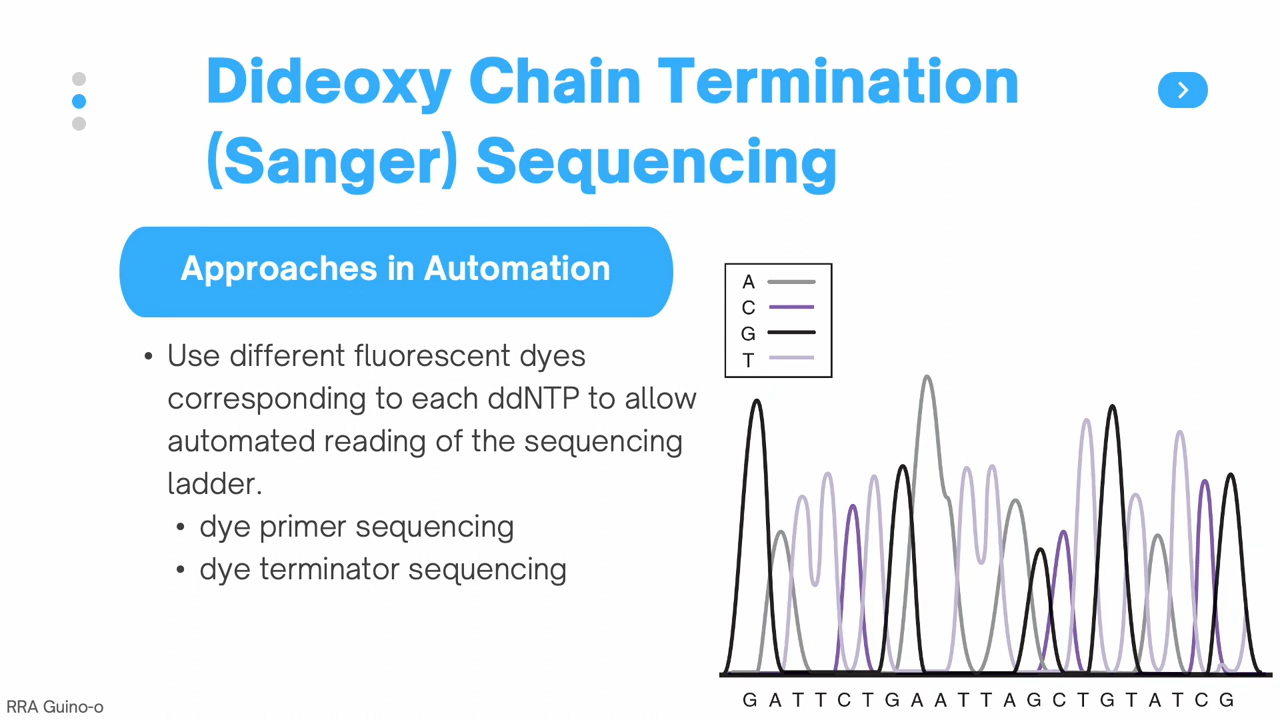 Dideoxy Chain Termination
(Sanger) Sequencing
Approaches in Automation
• Use different fluorescent dyes
corresponding to each ddNTP to allow
automated reading of the sequencing
ladder.
• dye primer sequencing
• dye terminator sequencing
A
C
G
T
G A T T C T G A A T T A G C T G T A T C G
RRA Guino-o